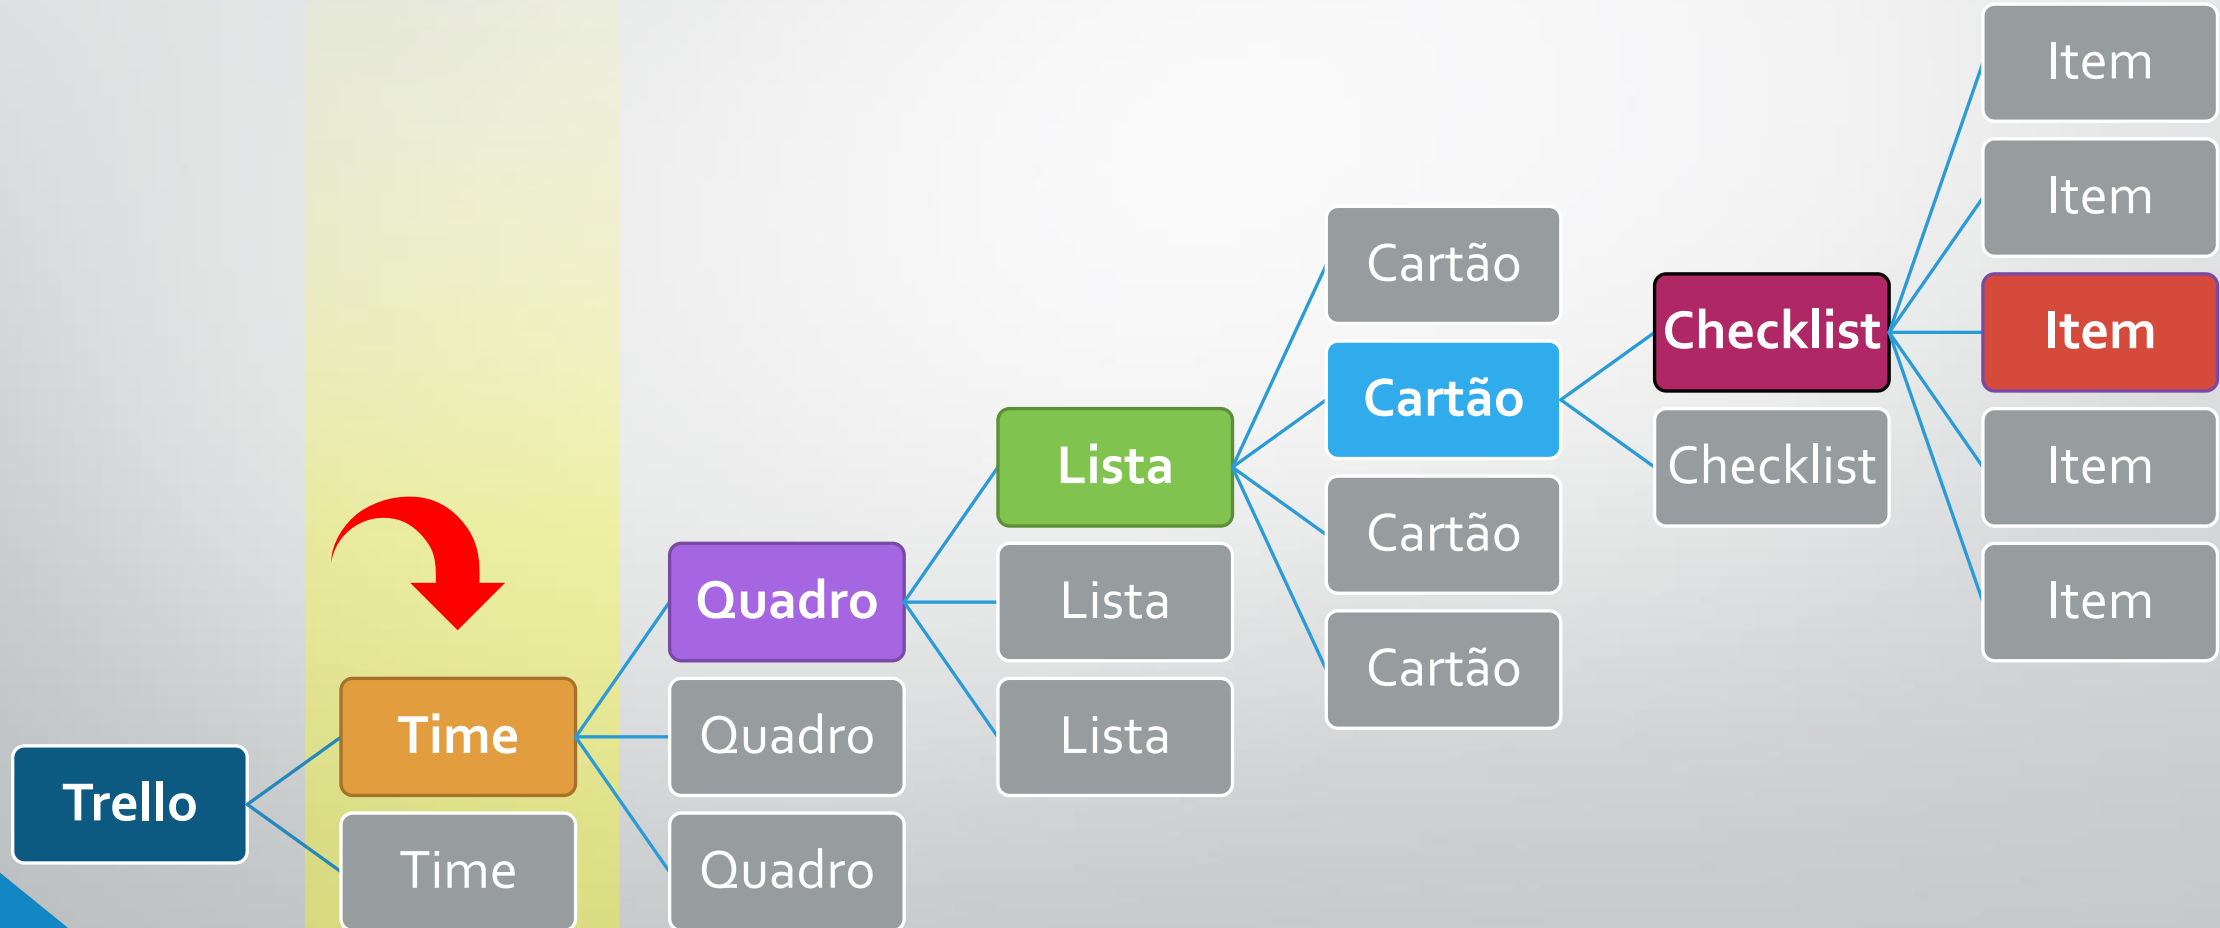 Trello
Time
Time
Quadro
Quadro
Quadro
Lista
Lista
Lista
Cartão
Cartão
Cartão
Cartão
Checklist
Checklist
Item
Item
Item
Item
Item